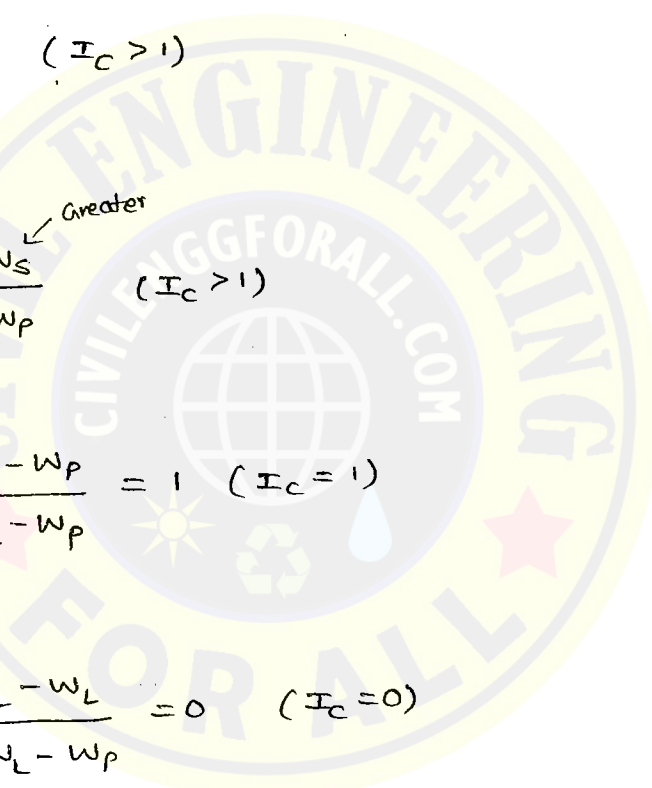 ( I_C > 1)
Greater
W_S
( I_C > 1)
W_P
- W_P
= 1 ( I_C = 1)
- W_P
- W_L
= 0 ( I_C = 0)
W_L - W_P
CIVIL ENGINEERING
CIVILENGGFORALL.COM
FOR ALL